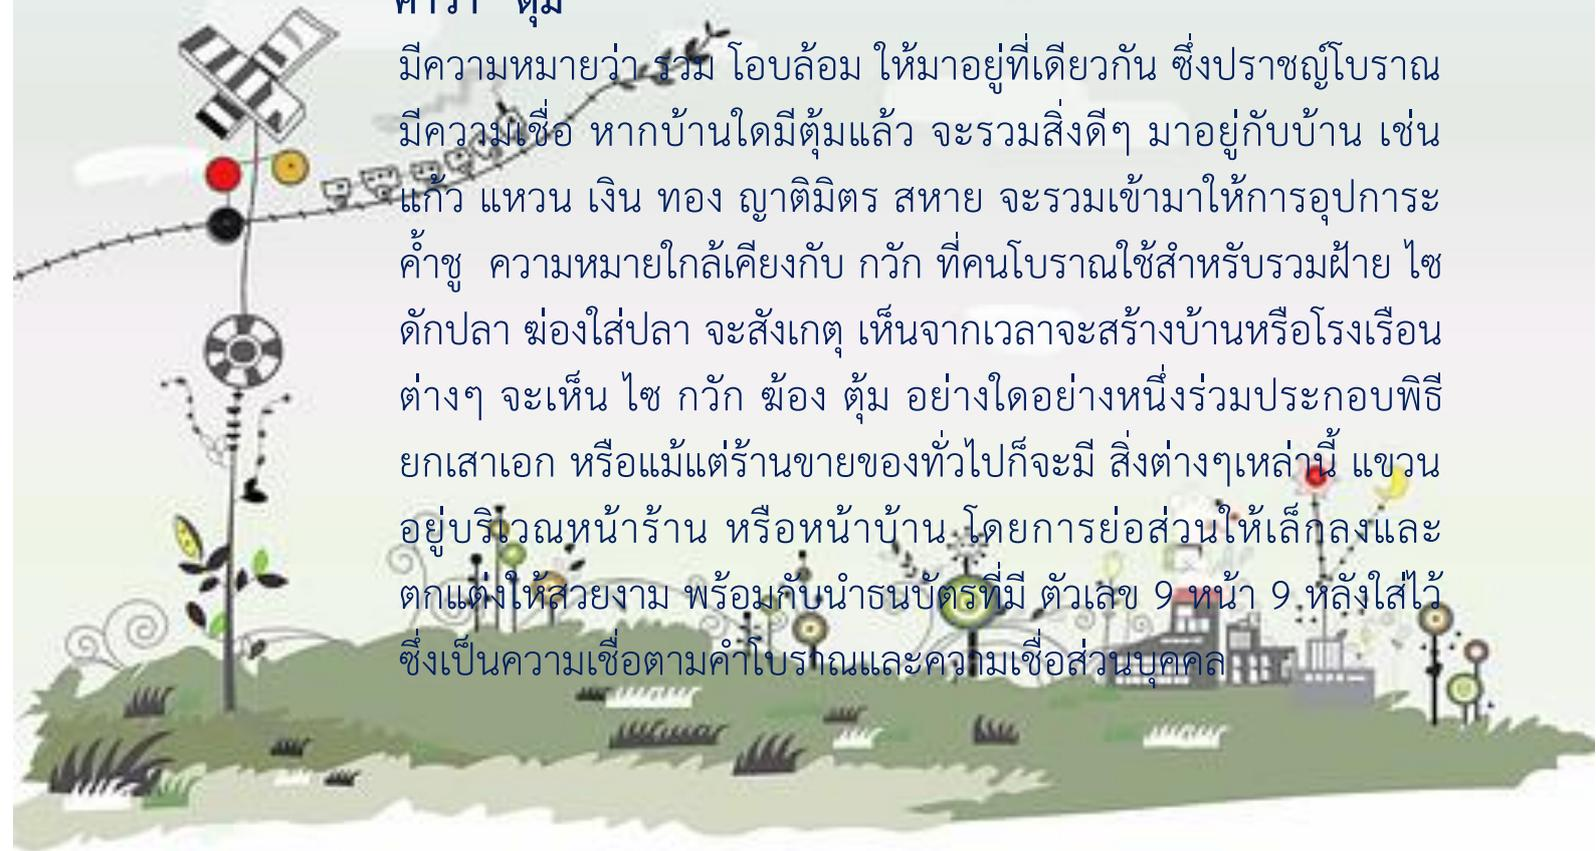 คำว่า ตุ้ม
มีความหมายว่า รวม โอบล้อม ให้มาอยู่ที่เดียวกัน ซึ่งปราชญ์โบราณ
มีความเชื่อ หากบ้านใดมีตุ้มแล้ว จะรวมสิ่งดีๆ มาอยู่กับบ้าน เช่น
แก้ว แหวน เงิน ทอง ญาติมิตร สหาย จะรวมเข้ามาให้การอุปการะ
ค้ำชู ความหมายใกล้เคียงกับ กวัก ที่คนโบราณใช้สำหรับรวมฝ้าย ไซ
ดักปลา ฆ่องใส่ปลา จะสังเกตุ เห็นจากเวลาจะสร้างบ้านหรือโรงเรือน
ต่างๆ จะเห็น ไซ กวัก ฆ้อง ตุ้ม อย่างใดอย่างหนึ่งร่วมประกอบพิธี
ยกเสาเอก หรือแม้แต่ร้านขายของทั่วไปก็จะมี สิ่งต่างๆเหล่านี้ แขวน
อยู่บริเวณหน้าร้าน หรือหน้าบ้าน โดยการย่อส่วนให้เล็กลงและ
ตกแต่งให้สวยงาม พร้อมกับนำธนบัตรที่มี ตัวเลข 9 หน้า 9 หลังใส่ไว้
ซึ่งเป็นความเชื่อตามคำโบราณและความเชื่อส่วนบุคคล